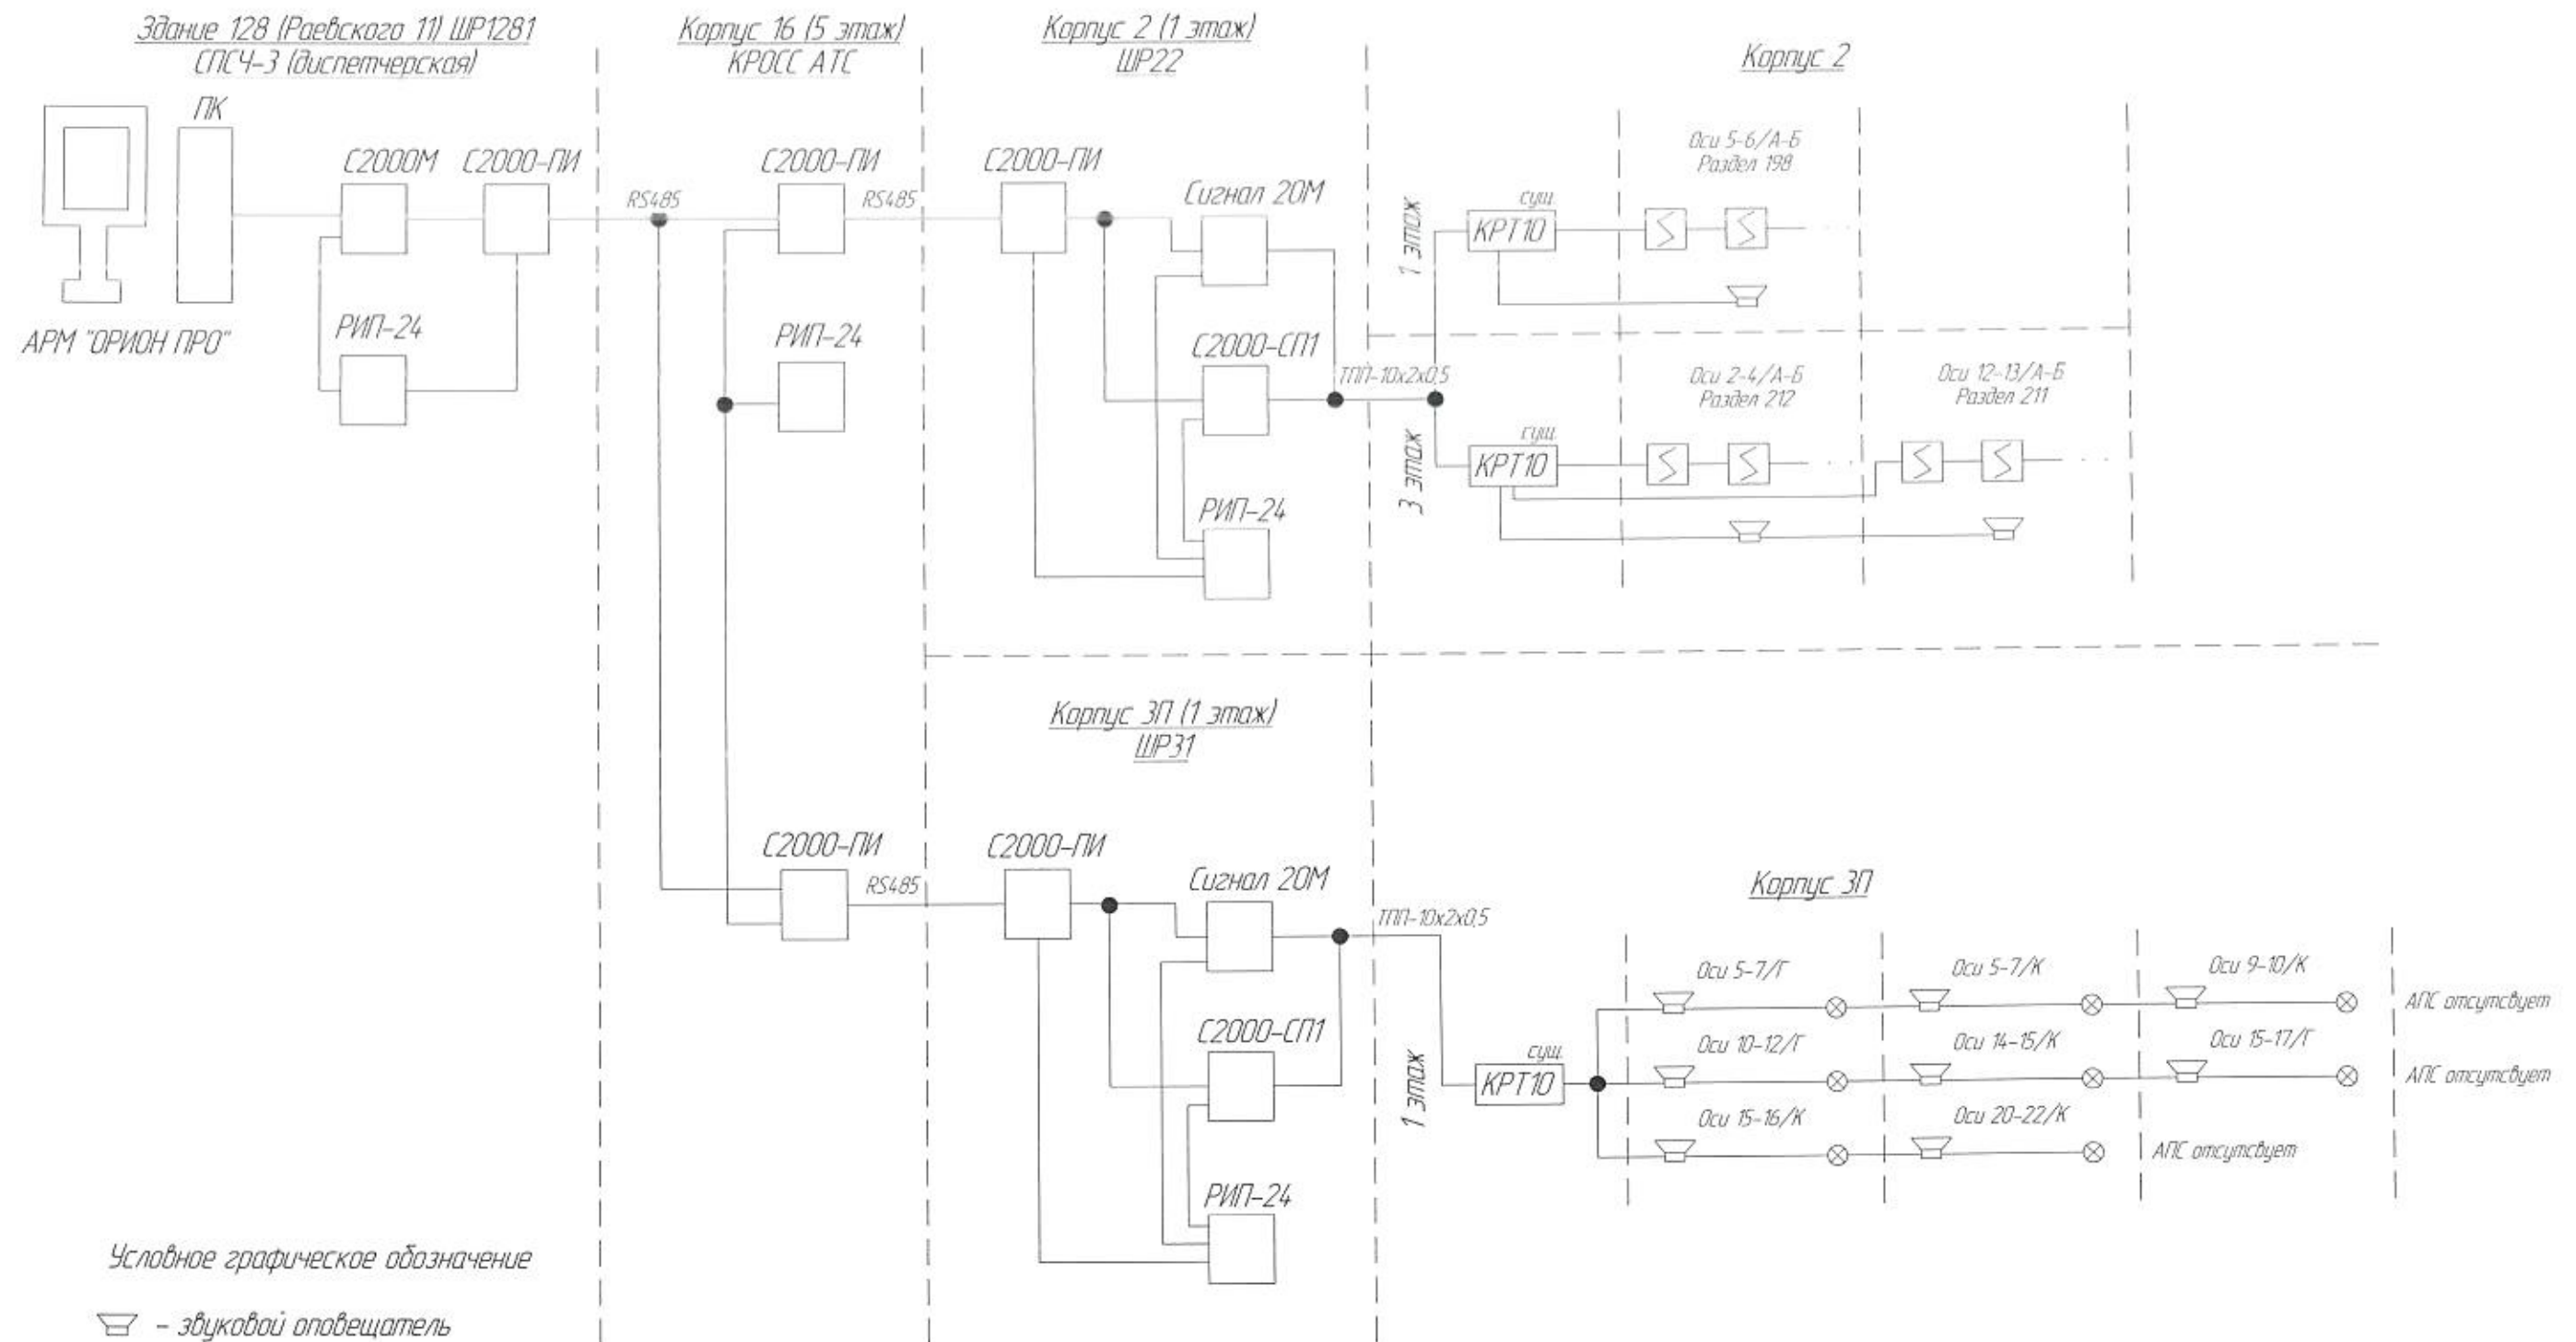 Здание 128 (Раевского 11) ШР1281
СПСЧ-3 (диспетчерская)
ПК
С2000М
С2000-ПИ
РИП-24
АРМ "ОРИОН ПРО"
Корпус 16 (5 этаж)
КРОСС АТС
RS485
С2000-ПИ
RS485
РИП-24
С2000-ПИ
RS485
Корпус 2 (1 этаж)
ШР22
С2000-ПИ
Сигнал 20М
С2000-СП1
РИП-24
ТПП-10х2х0,5
Корпус 2
1 этаж
сущ.
КРТ10
Оси 5-6/А-Б
Раздел 198
3 этаж
сущ.
КРТ10
Оси 2-4/А-Б
Раздел 212
Оси 12-13/А-Б
Раздел 211
Корпус 3П (1 этаж)
ШР31
С2000-ПИ
Сигнал 20М
С2000-СП1
РИП-24
ТПП-10х2х0,5
Корпус 3П
1 этаж
сущ.
КРТ10
Оси 5-7/Г
Оси 5-7/К
Оси 9-10/К
АПС отсутсвует
Оси 10-12/Г
Оси 14-15/К
Оси 15-17/Г
АПС отсутсвует
Оси 15-16/К
Оси 20-22/К
АПС отсутсвует
Условное графическое обозначение
- звуковой оповещатель